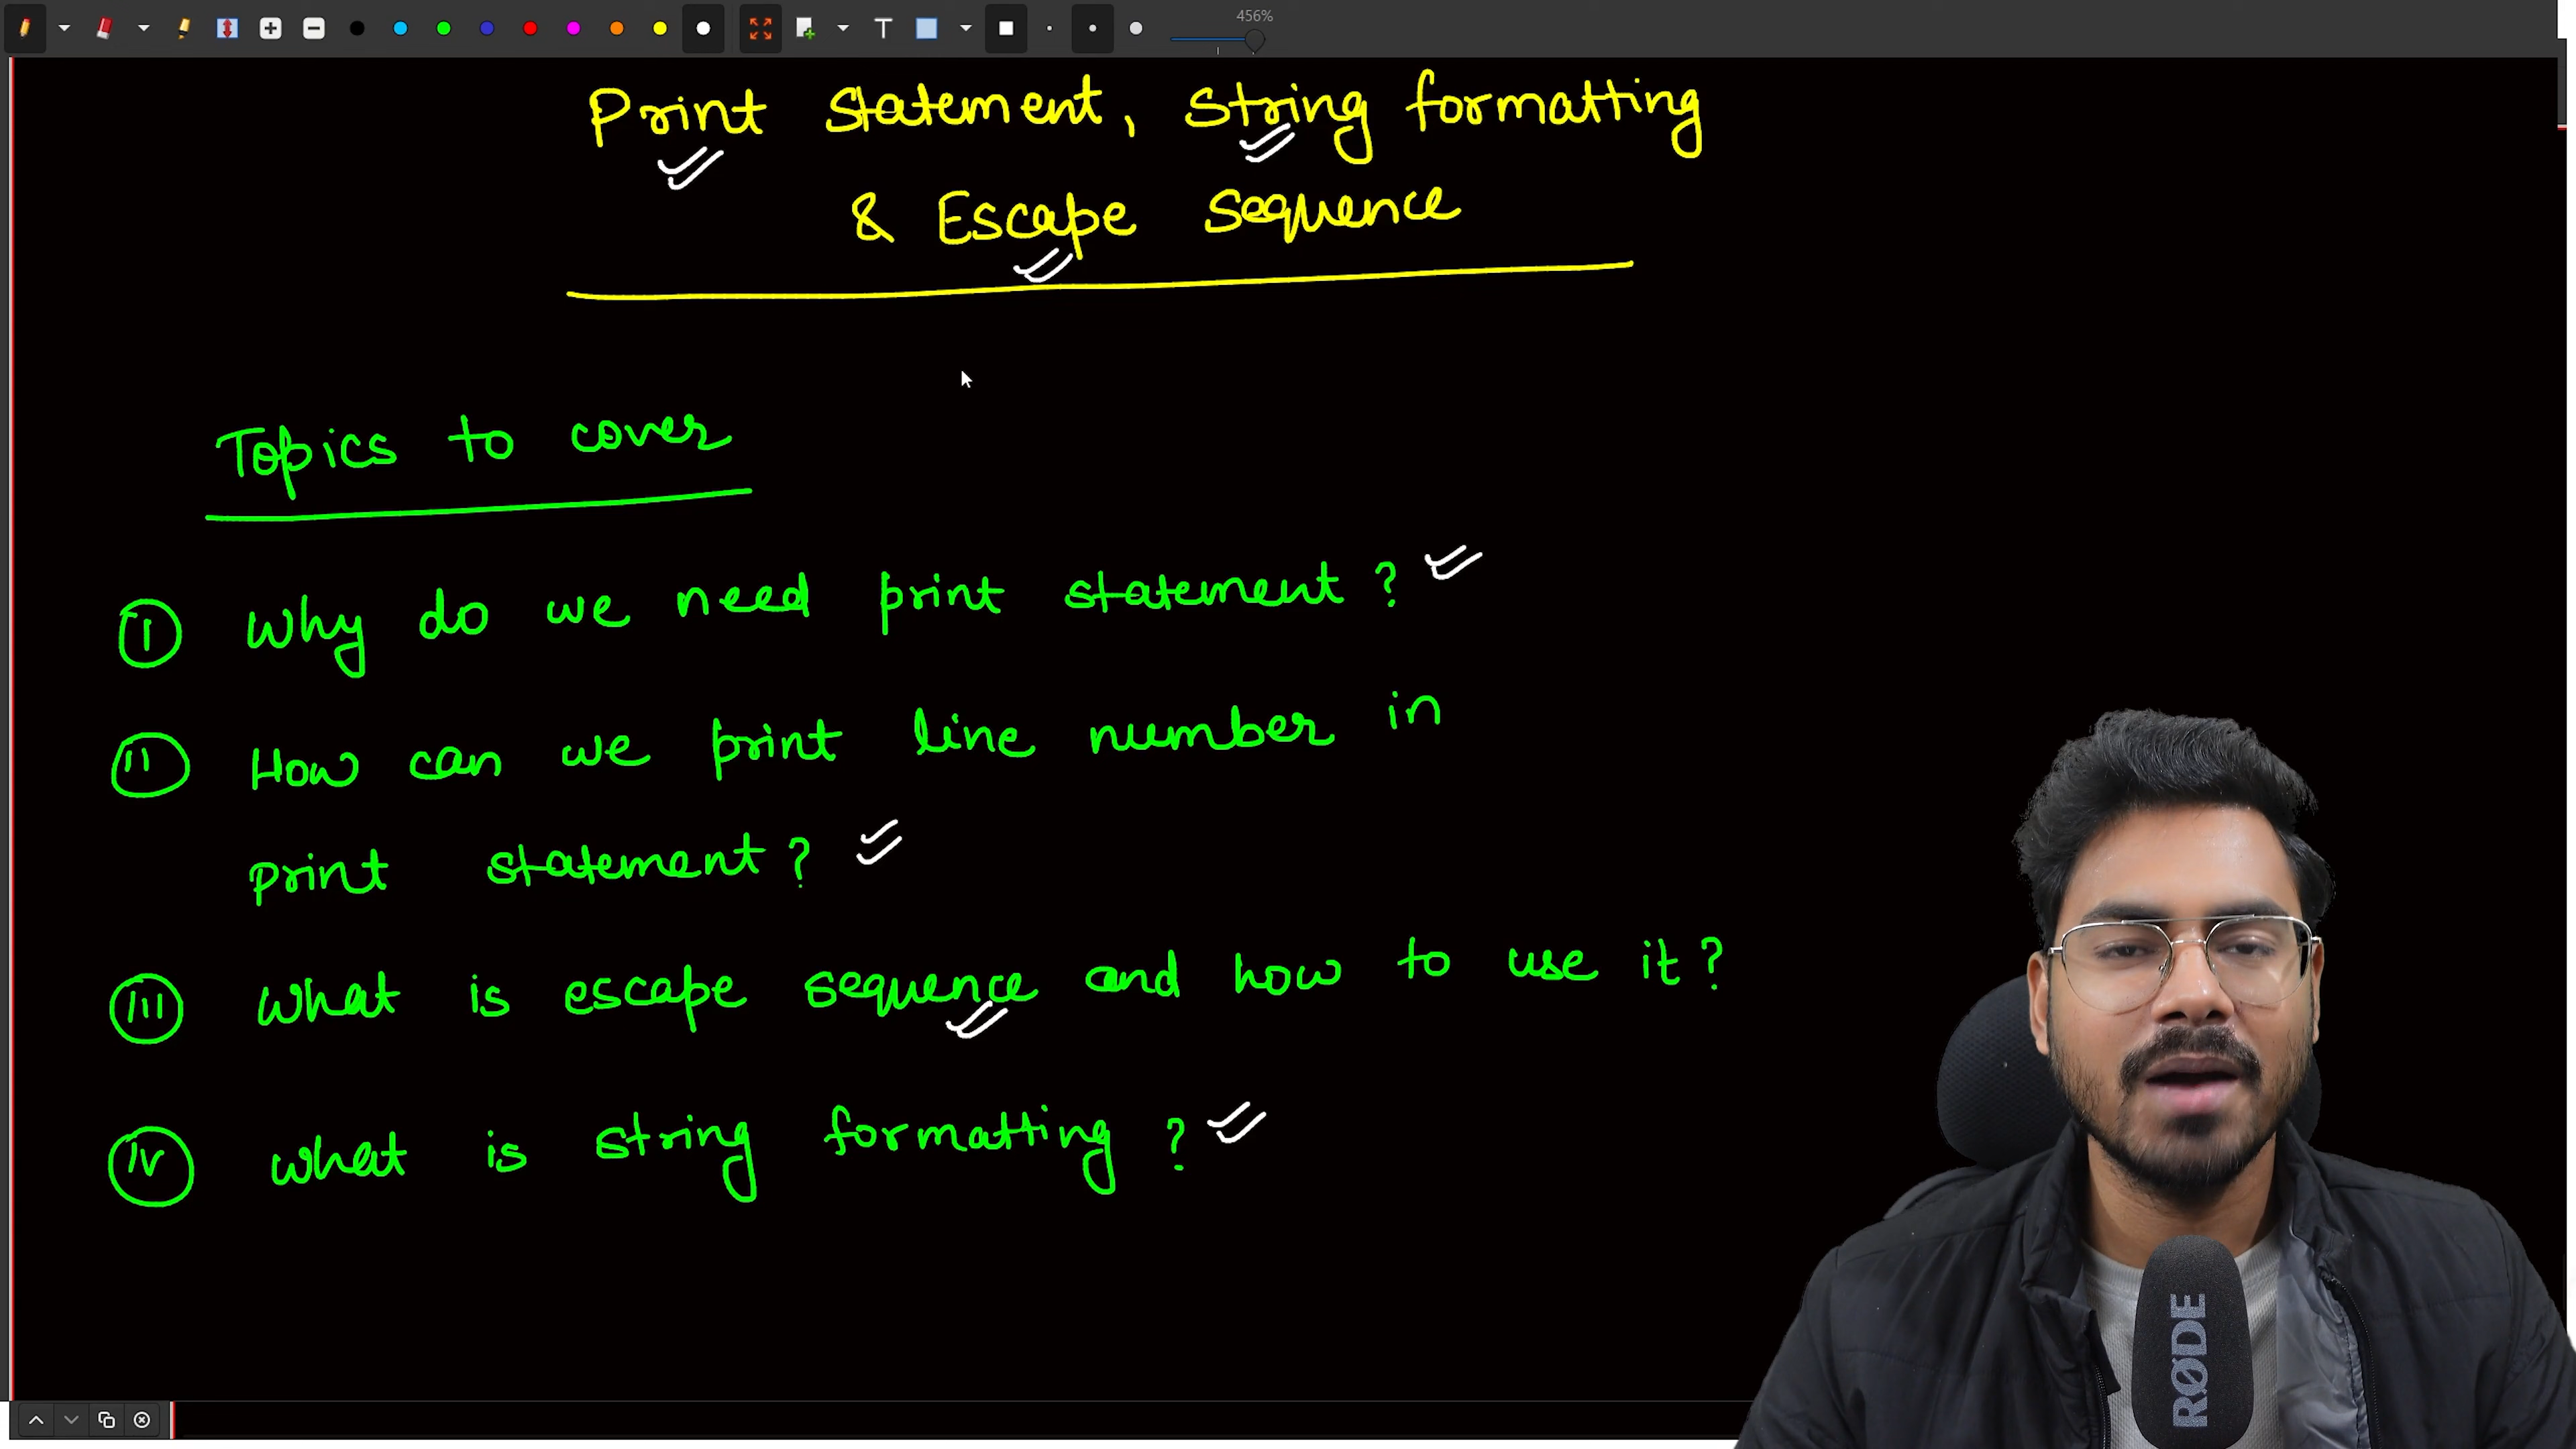 456%
Print Statement, String formatting
& Escape Sequence
Topics to cover
I Why do we need print statement ?
II How can we print line number in
print statement ?
III What is escape sequence and how to use it ?
IV What is string formatting ?
RØDE